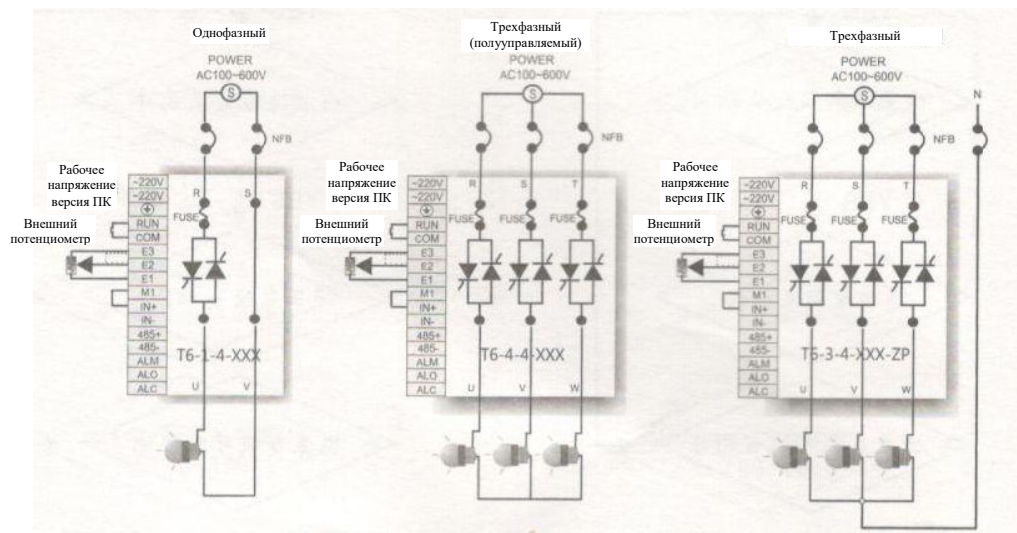 Однофазный
POWER
AC100~600V
S
NFB
Рабочее
напряжение
версия ПК
Внешний
потенциометр
~220V
~220V
RUN
COM
E3
E2
E1
M1
IN+
IN-
485+
485-
ALM
ALO
ALC
R
S
FUSE
T6-1-4-XXX
U
V
Трехфазный
(полууправляемый)
POWER
AC100~600V
S
NFB
Рабочее
напряжение
версия ПК
Внешний
потенциометр
~220V
~220V
RUN
COM
E3
E2
E1
M1
IN+
IN-
485+
485-
ALM
ALO
ALC
R
S
T
FUSE
FUSE
FUSE
T6-4-4-XXX
U
V
W
Трехфазный
POWER
AC100~600V
S
N
NFB
Рабочее
напряжение
версия ПК
Внешний
потенциометр
~220V
~220V
RUN
COM
E3
E2
E1
M1
IN+
IN-
485+
485-
ALM
ALO
ALC
R
S
T
FUSE
FUSE
FUSE
T6-3-4-XXX-ZP
U
V
W